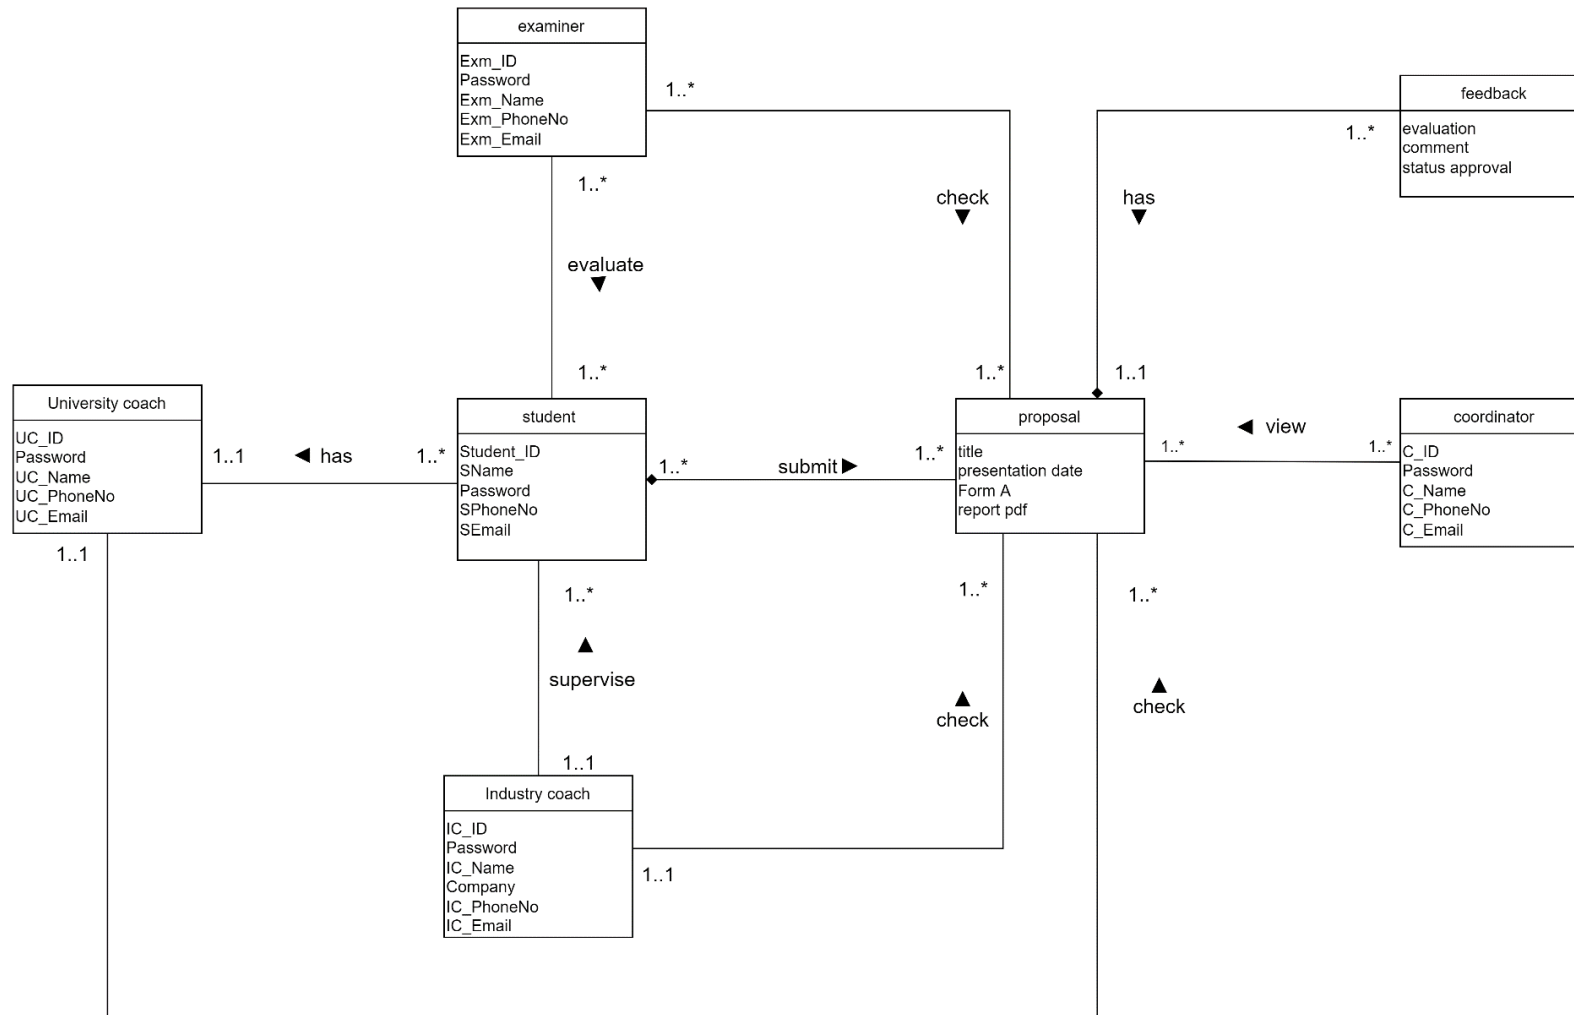 examiner
Exm_ID
Password
Exm_Name
Exm_PhoneNo
Exm_Email
1..*
1..*
check
1..*
evaluate
1..*
1..*
feedback
evaluation
comment
status approval
1..*
has
1..1
University coach
UC_ID
Password
UC_Name
UC_PhoneNo
UC_Email
1..1
has
1..*
1..1
student
Student_ID
SName
Password
SPhoneNo
SEmail
1..*
submit
1..*
proposal
title
presentation date
Form A
report pdf
view
1..*
1..*
coordinator
C_ID
Password
C_Name
C_PhoneNo
C_Email
1..*
supervise
1..1
1..*
check
1..*
check
Industry coach
IC_ID
Password
IC_Name
Company
IC_PhoneNo
IC_Email
1..1